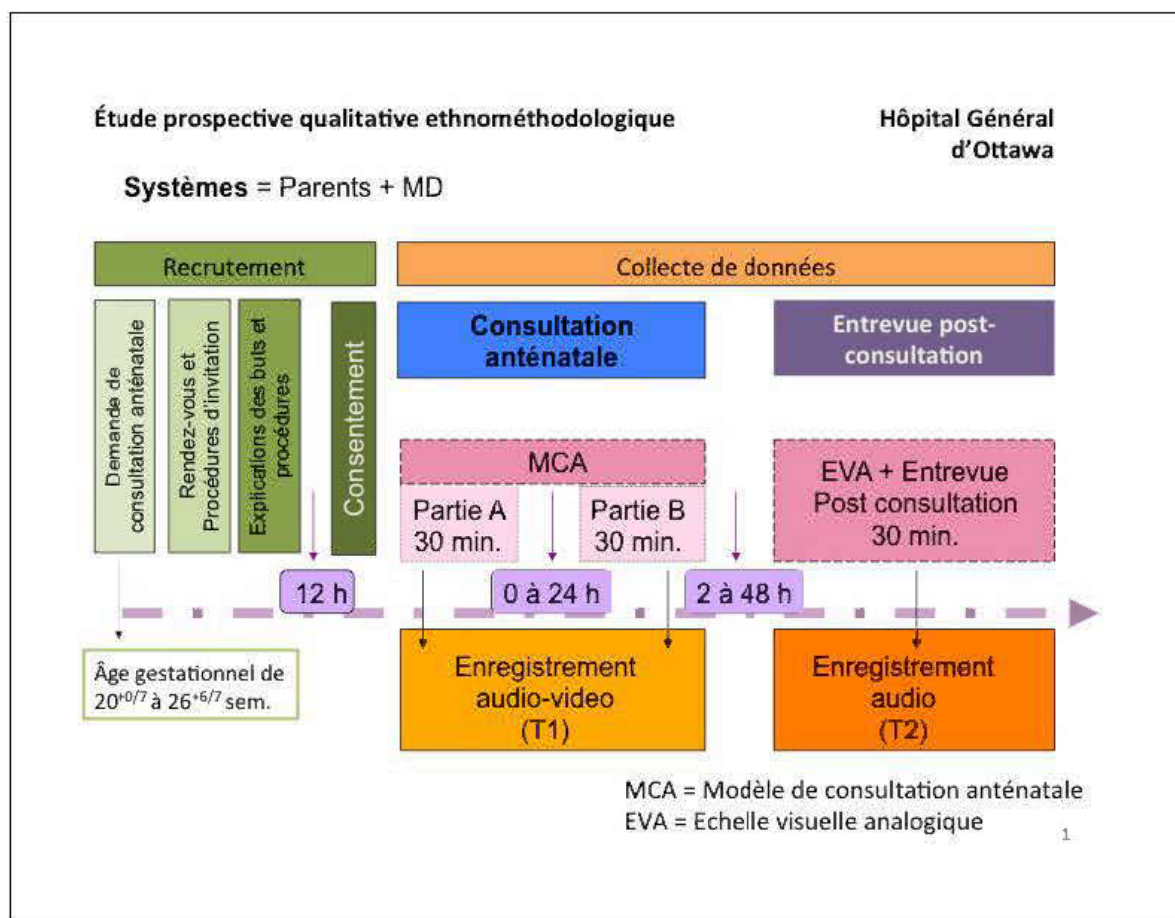 Étude prospective qualitative ethnométhodologique
Hôpital Général
d'Ottawa
Systèmes = Parents + MD
Recrutement
Collecte de données
Demande de
consultation anténatale
Rendez-vous et
Procédures d'invitation
Explications des buts et
procédures
Consentement
Consultation
anténatale
Entrevue post-
consultation
MCA
Partie A
30 min.
Partie B
30 min.
EVA + Entrevue
Post consultation
30 min.
12 h
0 à 24 h
2 à 48 h
Âge gestationnel de
20+0/7 à 26+6/7 sem.
Enregistrement
audio-video
(T1)
Enregistrement
audio
(T2)
MCA = Modèle de consultation anténatale
EVA = Echelle visuelle analogique
1